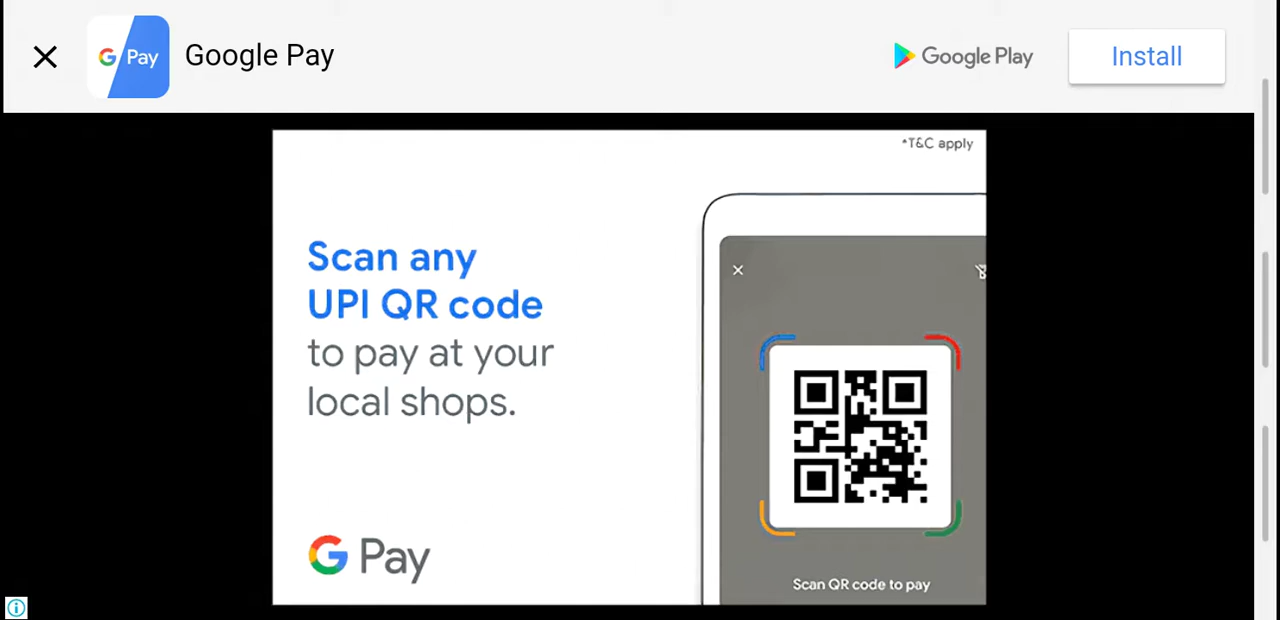 G Pay
Google Pay
Google Play
Install
*T&C apply
Scan any
UPI QR code
to pay at your
local shops.
G Pay
Scan QR code to pay